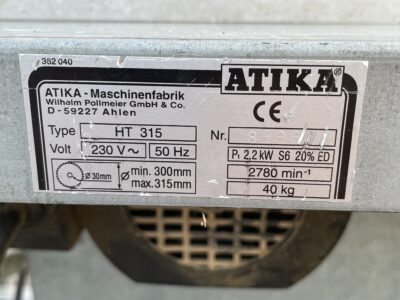 362 040
ATIKA
ATIKA - Maschinenfabrik
Wilhelm Pollmeier GmbH & Co.
D - 59227 Ahlen
CE
Type HT 315 Nr.
Volt 230 V ~ 50 Hz P₁ 2,2 kW S6 20% ED
ø 30mm ø min. 300mm 2780 min⁻¹
max. 315mm 40 kg